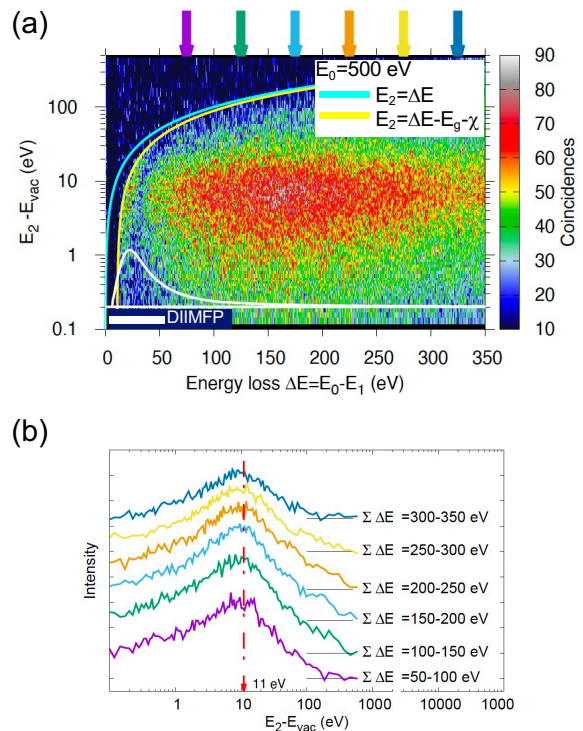 (a)
E₀=500 eV
E₂=ΔE
E₂=ΔE-E_g-χ
100
10
1
0.1
E₂ -E_vac (eV)
DIIMFP
0 50 100 150 200 250 300 350
Energy loss ΔE=E₀-E₁ (eV)
90
80
70
60
50
40
30
20
10
Coincidences
(b)
Intensity
Σ ΔE =300-350 eV
Σ ΔE =250-300 eV
Σ ΔE =200-250 eV
Σ ΔE =150-200 eV
Σ ΔE =100-150 eV
Σ ΔE =50-100 eV
11 eV
1 10 100 1000 10000 1000
E₂-E_vac (eV)